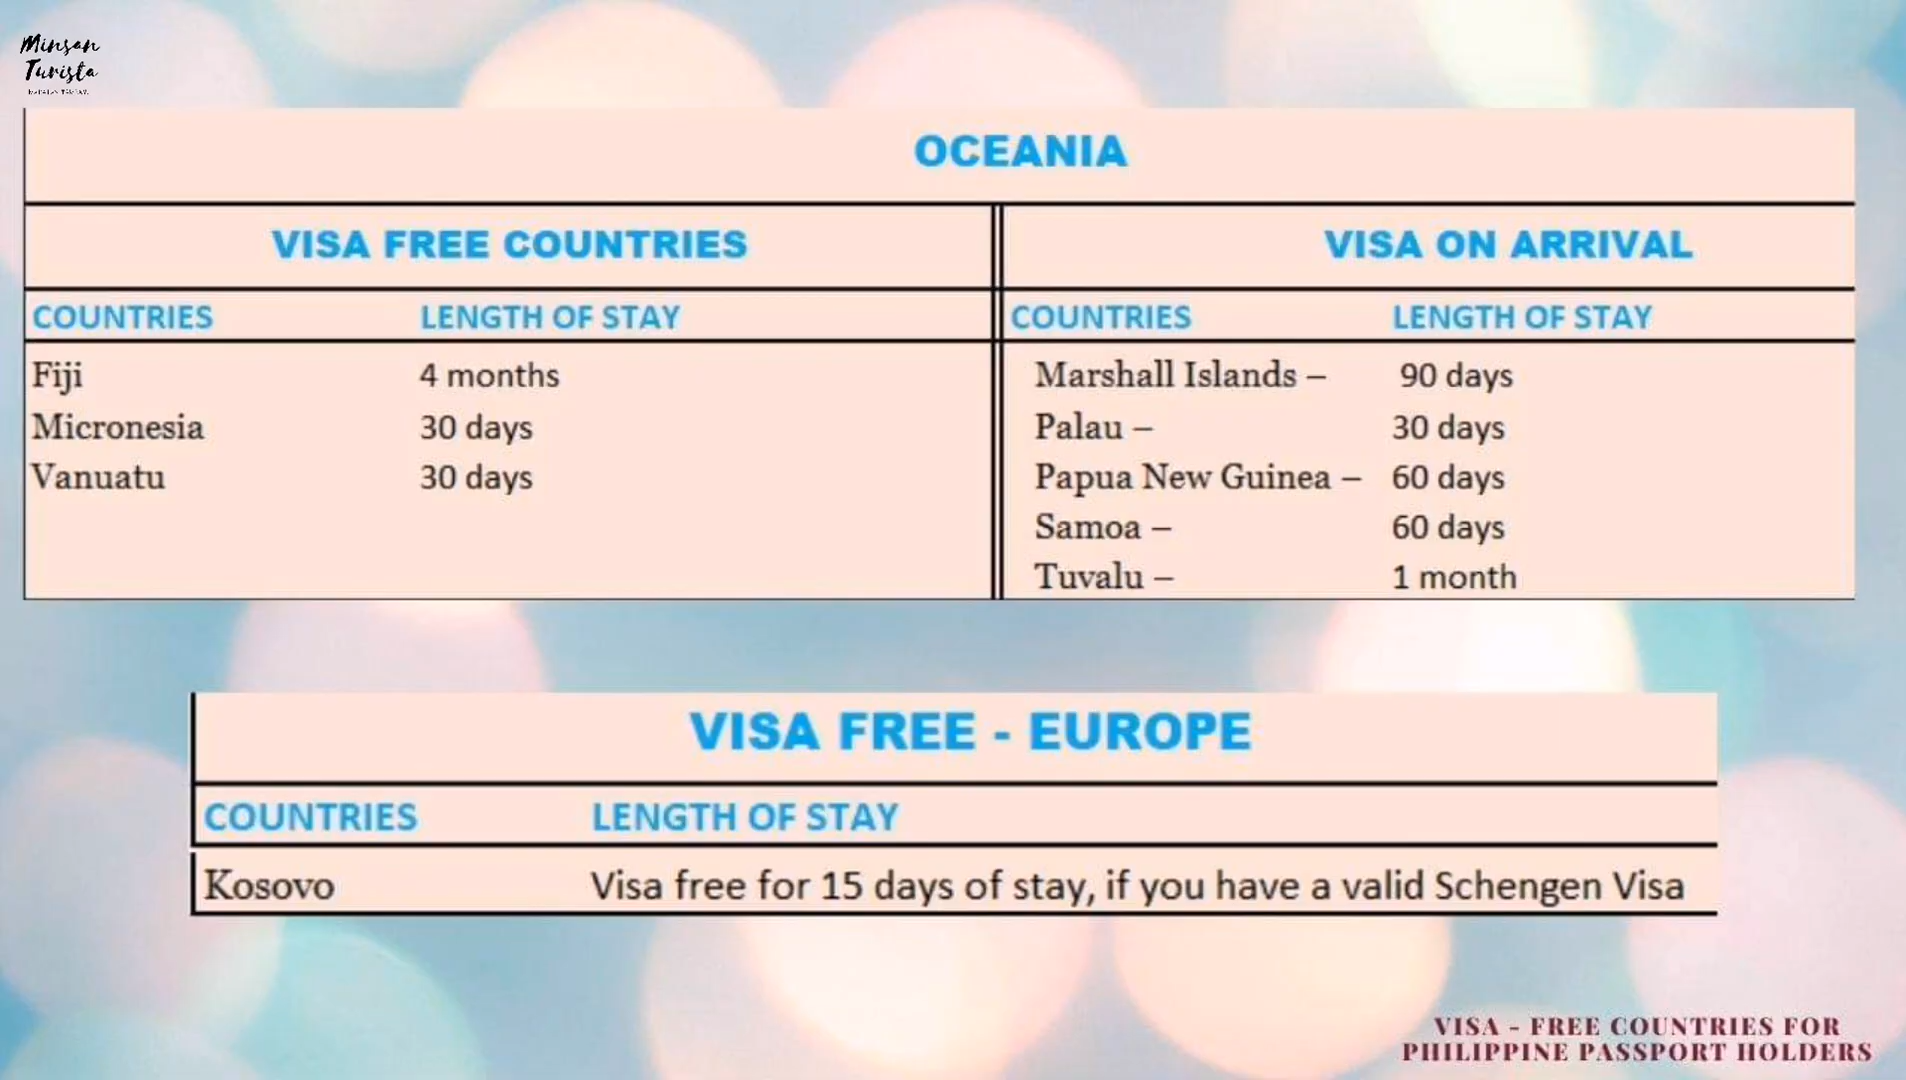 Minsan
Turista
OCEANIA
VISA FREE COUNTRIES VISA ON ARRIVAL
COUNTRIES LENGTH OF STAY COUNTRIES LENGTH OF STAY
Fiji 4 months Marshall Islands – 90 days
Micronesia 30 days Palau – 30 days
Vanuatu 30 days Papua New Guinea – 60 days
Samoa – 60 days
Tuvalu – 1 month
VISA FREE - EUROPE
COUNTRIES LENGTH OF STAY
Kosovo Visa free for 15 days of stay, if you have a valid Schengen Visa
VISA - FREE COUNTRIES FOR
PHILIPPINE PASSPORT HOLDERS